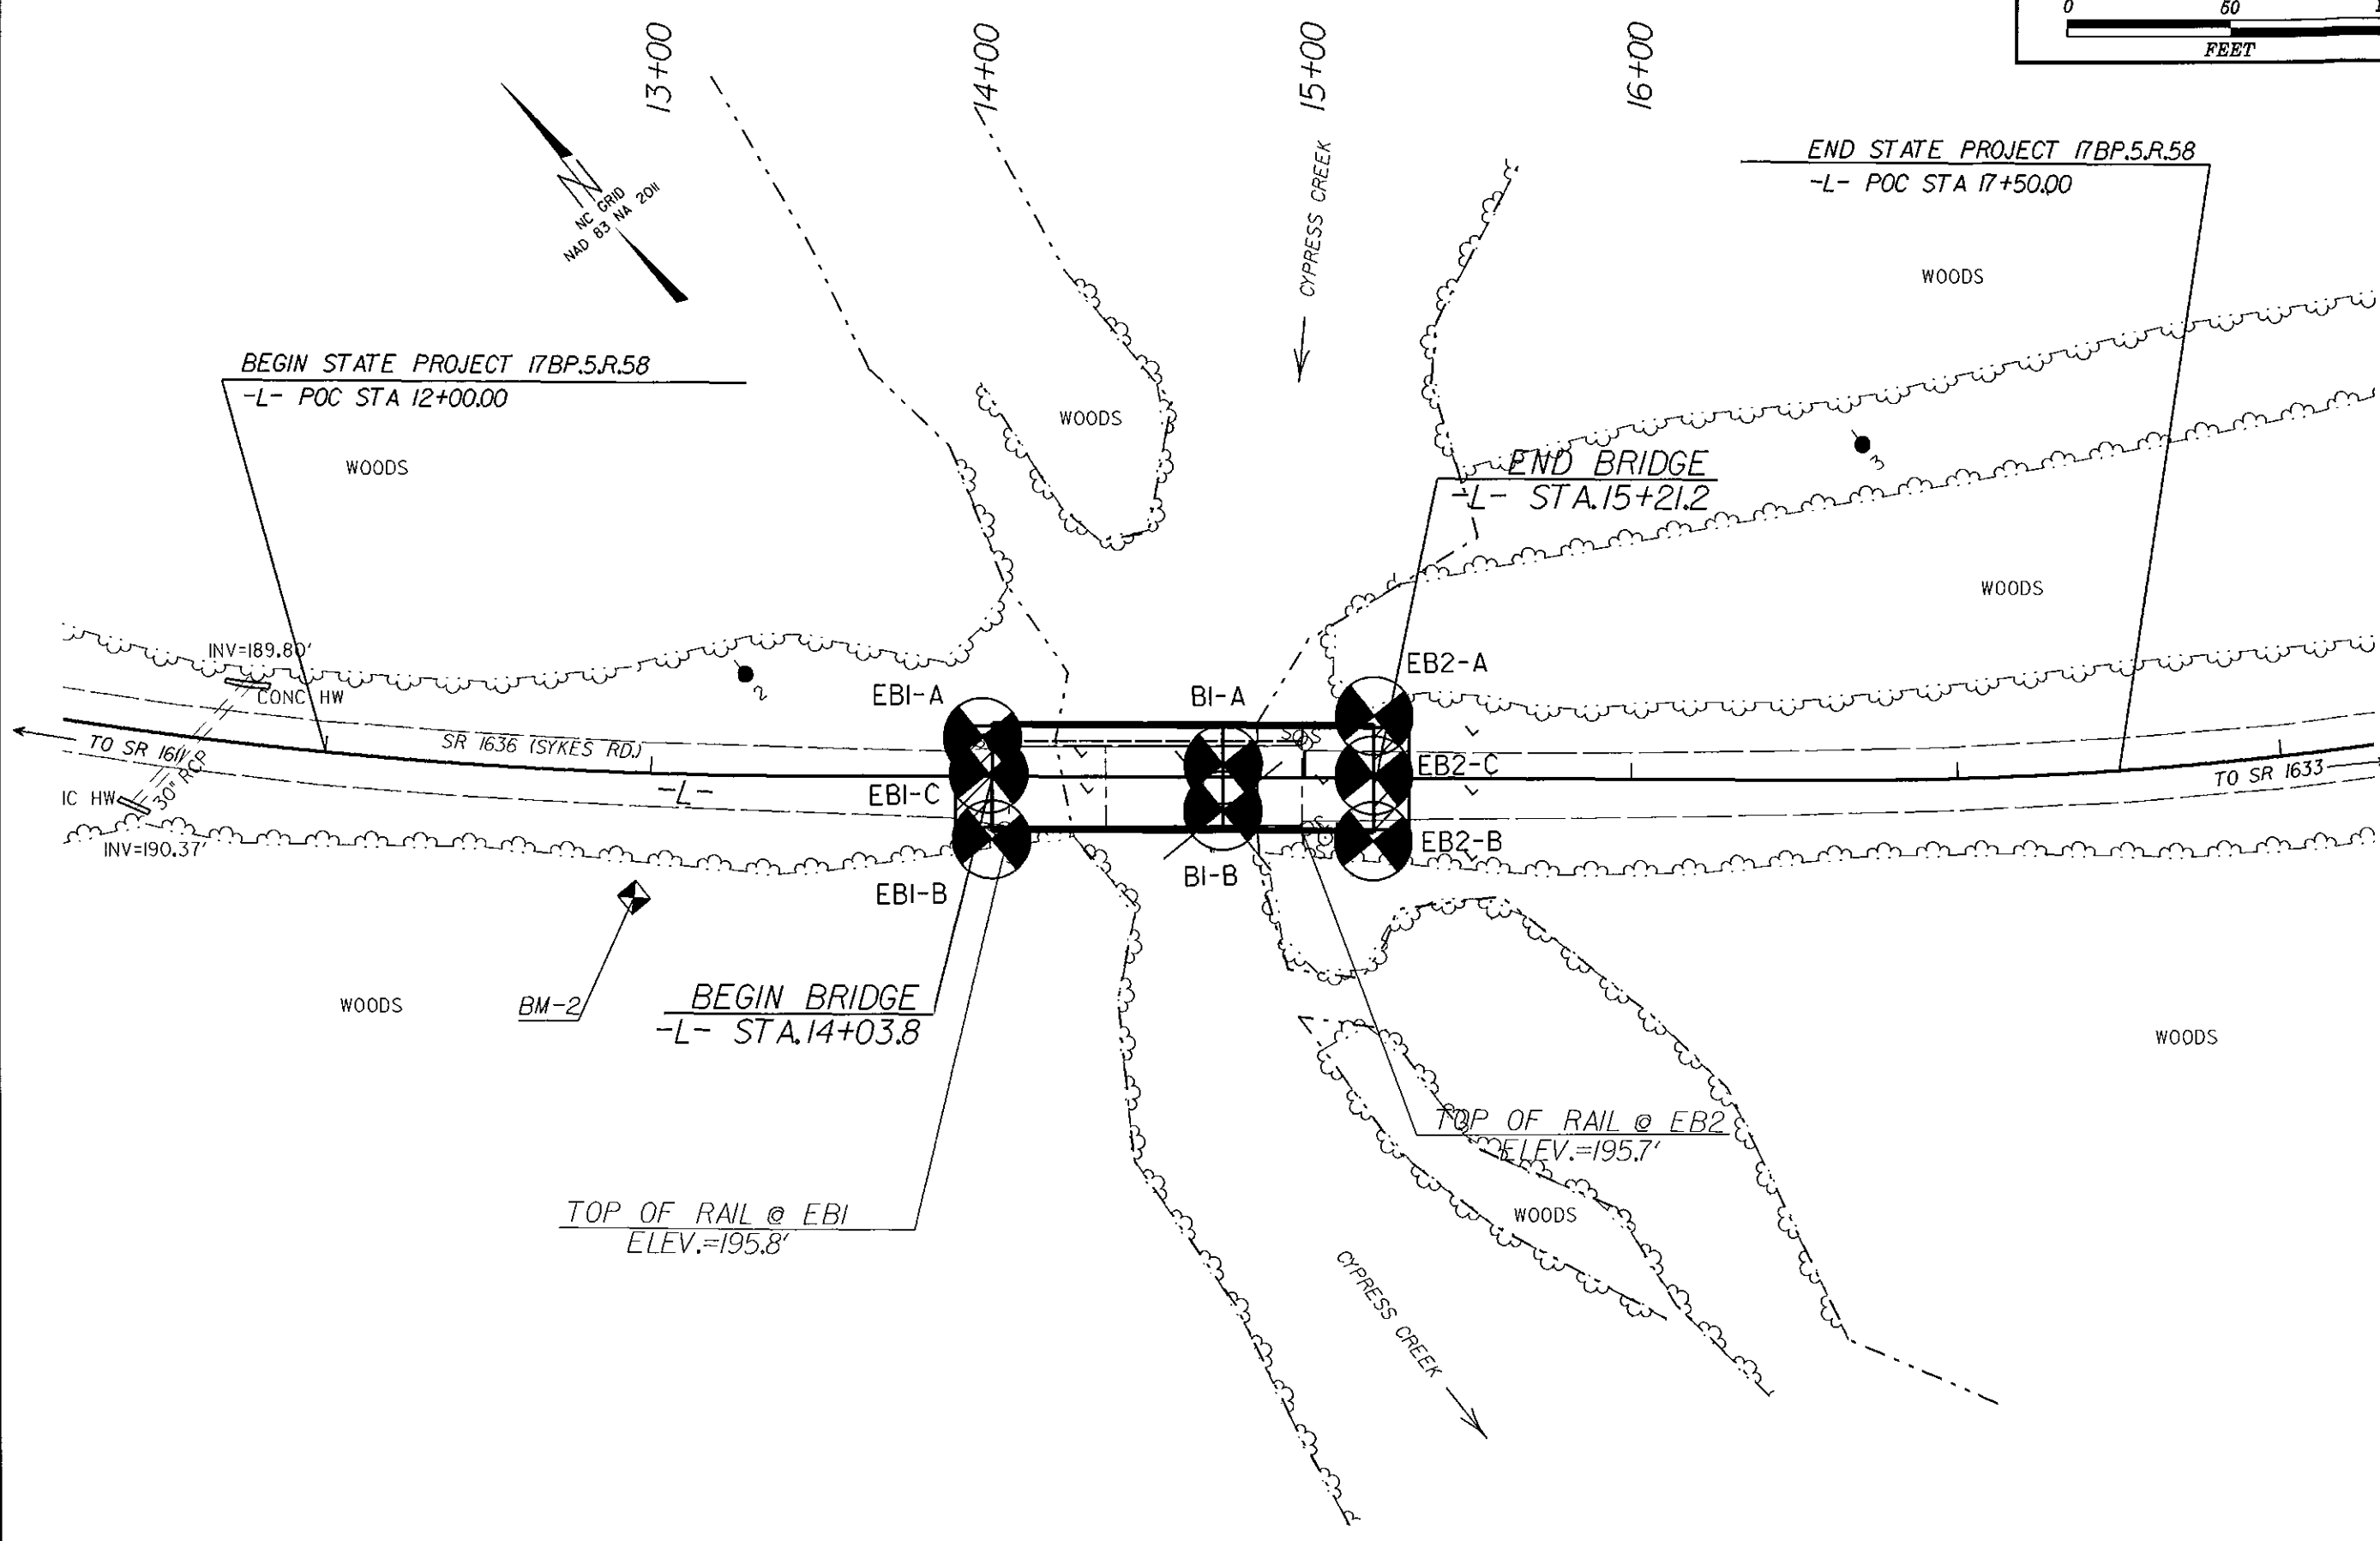 0 60
FEET
13+00
14+00
15+00
16+00
NC GRID
NAD 83 NA 2011
CYPRESS CREEK
END STATE PROJECT 17BP.5.R.58
-L- POC STA 17+50.00
WOODS
BEGIN STATE PROJECT 17BP.5.R.58
-L- POC STA 12+00.00
WOODS
WOODS
END BRIDGE
-L- STA.15+21.2
3
WOODS
INV=189.80'
CONC HW
2
EB1-A
B1-A
EB2-A
TO SR 1611
SR 1636 (SYKES RD.)
30" RCP
-L-
EB1-C
EB2-C
TO SR 1633
IC HW
INV=190.37'
EB1-B
B1-B
EB2-B
BM-2
WOODS
BEGIN BRIDGE
-L- STA.14+03.8
WOODS
TOP OF RAIL @ EB2
ELEV.=195.7'
TOP OF RAIL @ EB1
ELEV.=195.8'
WOODS
CYPRESS CREEK